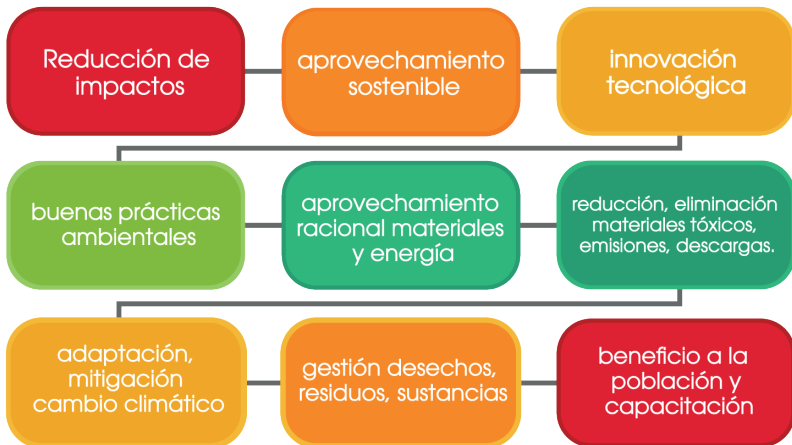 Reducción de
impactos
aprovechamiento
sostenible
innovación
tecnológica
buenas prácticas
ambientales
aprovechamiento
racional materiales
y energía
reducción, eliminación
materiales tóxicos,
emisiones, descargas.
adaptación,
mitigación
cambio climático
gestión desechos,
residuos, sustancias
beneficio a la
población y
capacitación